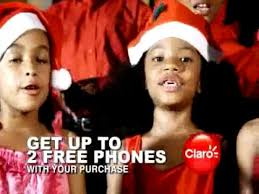 GET UP TO
2 FREE PHONES
WITH YOUR PURCHASE
Claro